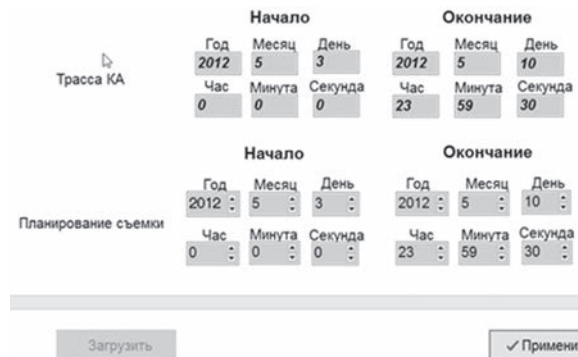 Начало Окончание
Год Месяц День Год Месяц День
2012 5 3 2012 5 10
Трасса КА
Час Минута Секунда Час Минута Секунда
0 0 0 23 59 30
Начало Окончание
Год Месяц День Год Месяц День
2012 5 3 2012 5 10
Планирование съемки
Час Минута Секунда Час Минута Секунда
0 0 0 23 59 30
Загрузить Примени